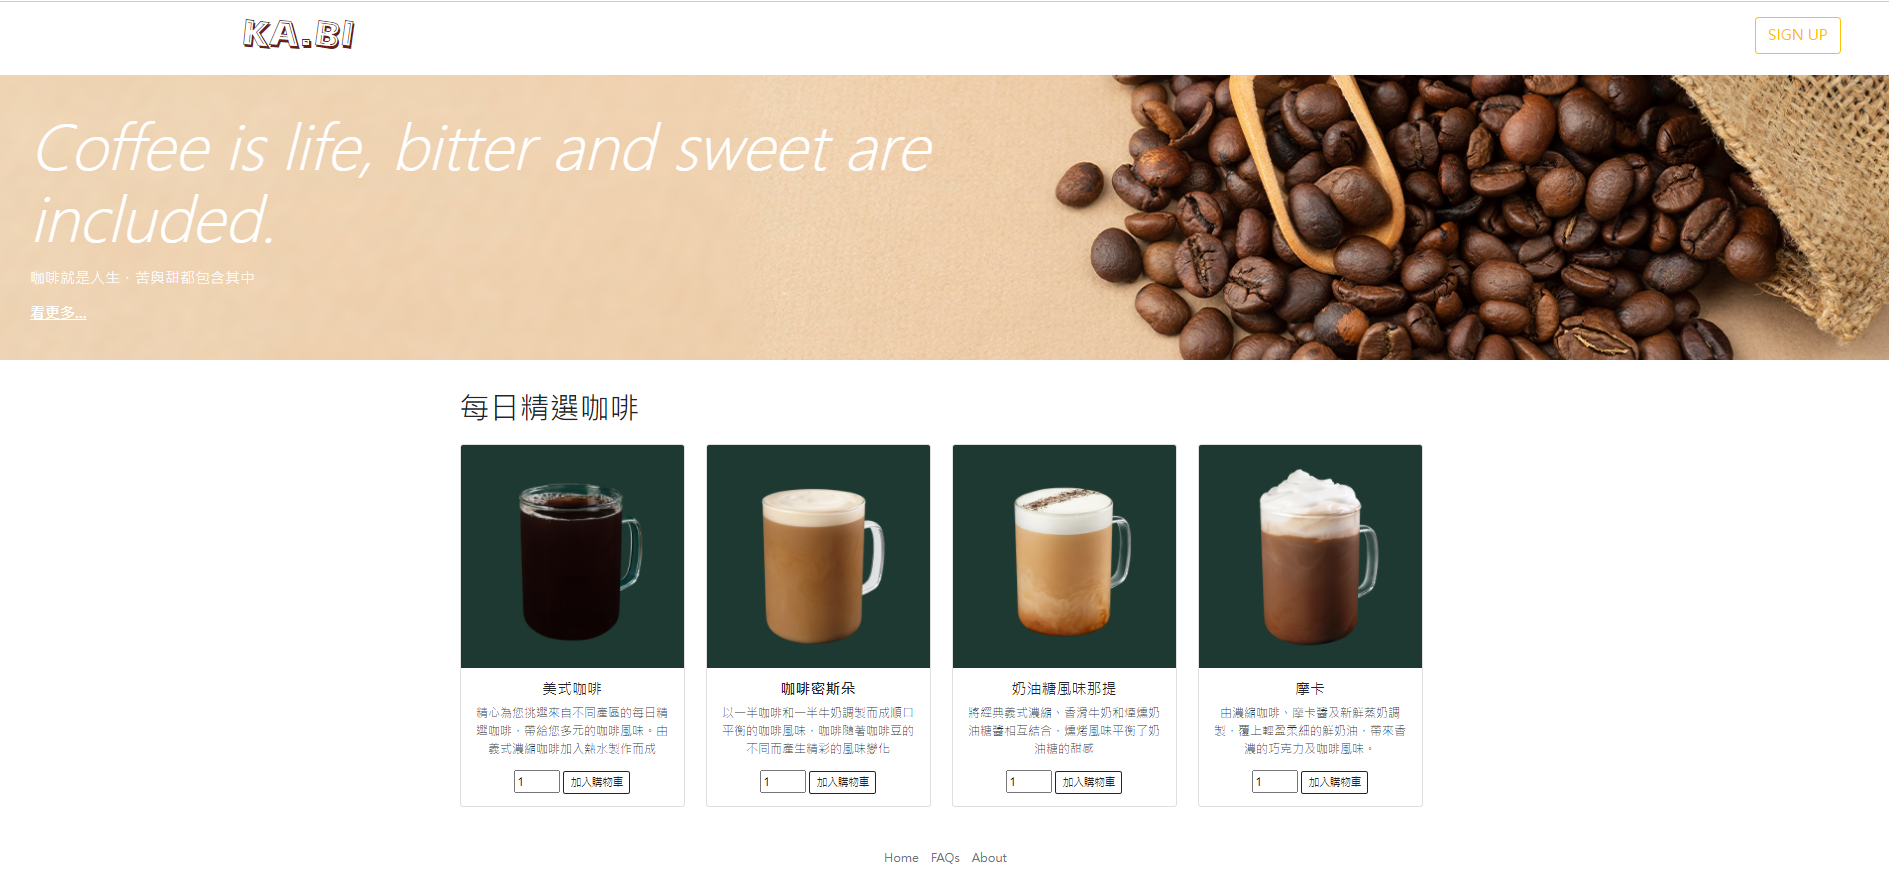 KA.BI
SIGN UP
Coffee is life, bitter and sweet are
included.
咖啡就是人生，苦與甜都包含其中
看更多...
每日精選咖啡
美式咖啡
精心為您挑選來自不同產區的每日精
選咖啡，帶給您多元的咖啡風味。由
義式濃縮咖啡加入熱水製作而成
1 加入購物車
咖啡密斯朵
以一半咖啡和一半牛奶調製而成順口
平衡的咖啡風味，咖啡隨著咖啡豆的
不同而產生精彩的風味變化
1 加入購物車
奶油糖風味那提
將經典義式濃縮、香滑牛奶和煙燻奶
油糖醬相互結合，煙烤風味平衡了奶
油糖的甜感
1 加入購物車
摩卡
由濃縮咖啡、摩卡醬及新鮮蒸奶調
製，覆上輕盈柔細的鮮奶油，帶來香
濃的巧克力及咖啡風味。
1 加入購物車
Home FAQs About